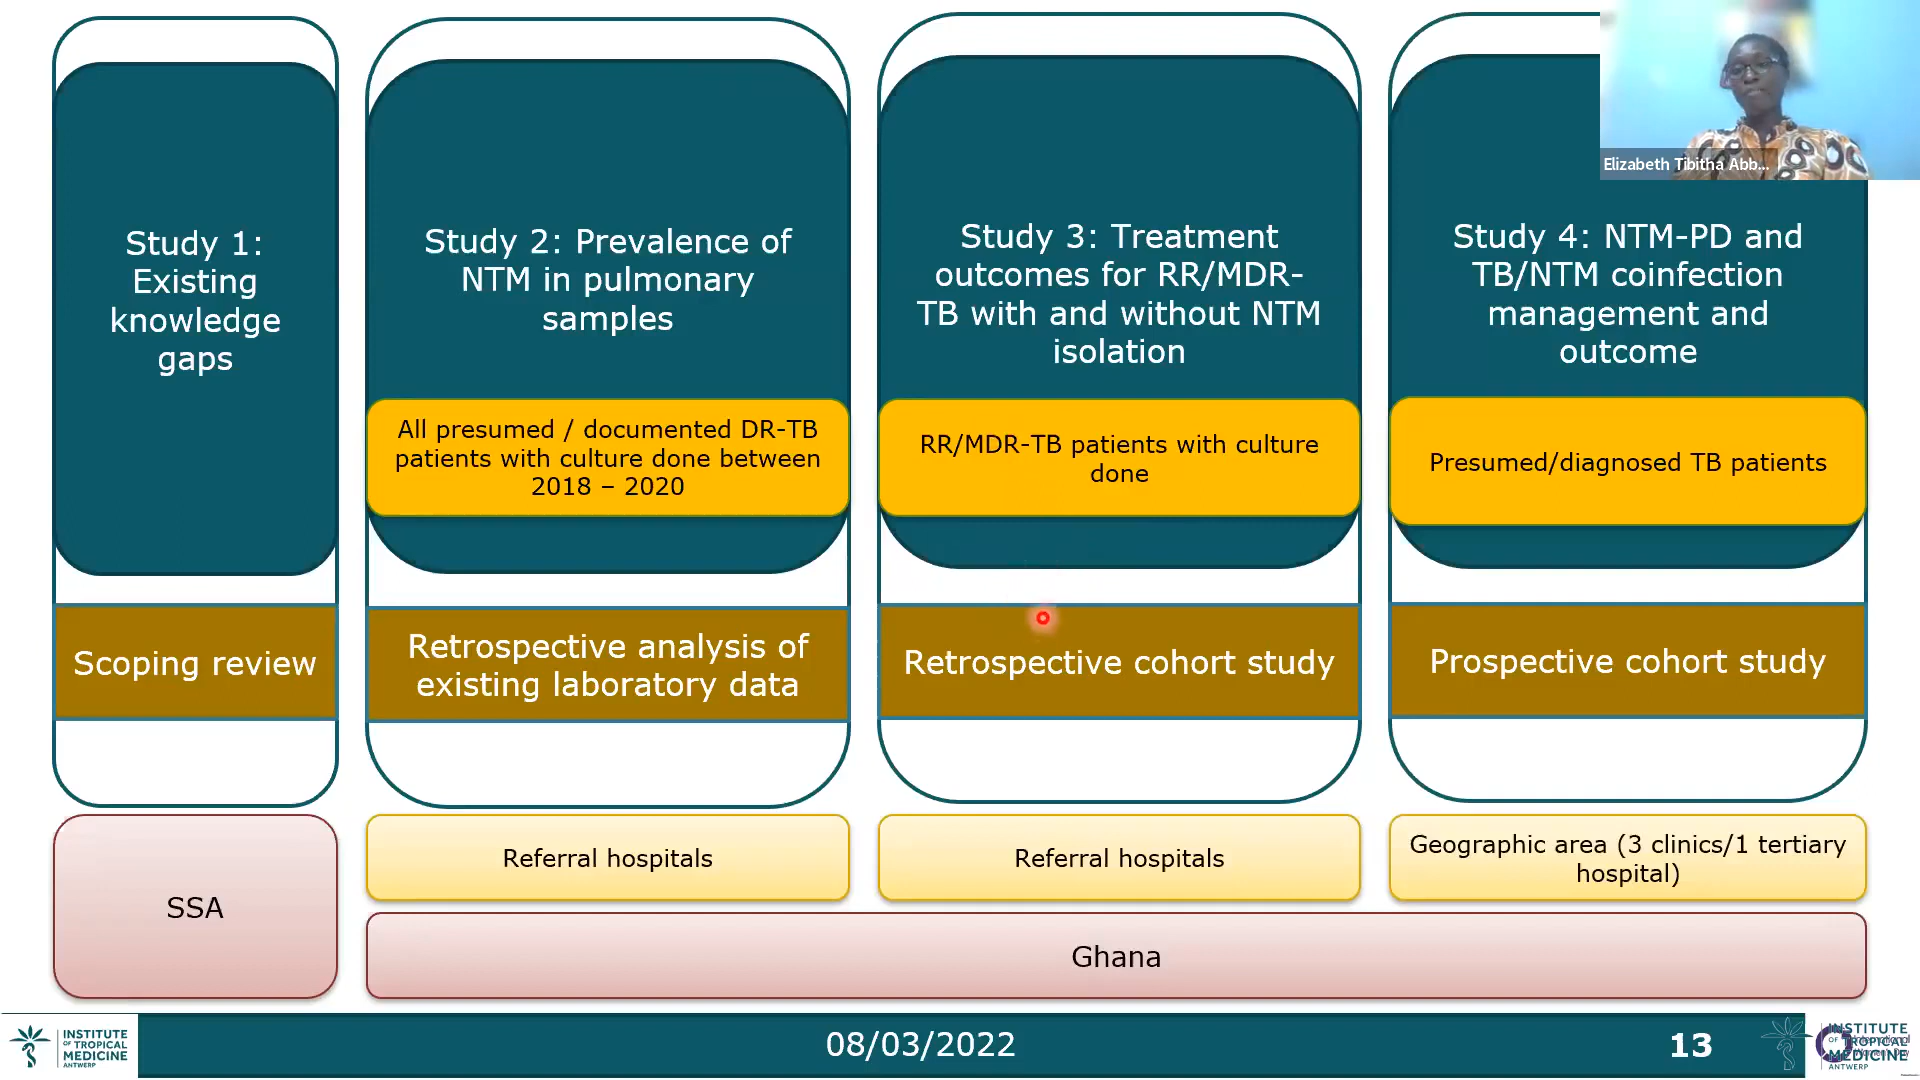 Elizabeth Tibitha Abb...
Study 1:
Existing
knowledge
gaps
Scoping review
SSA
Study 2: Prevalence of
NTM in pulmonary
samples
All presumed / documented DR-TB
patients with culture done between
2018 – 2020
Retrospective analysis of
existing laboratory data
Referral hospitals
Study 3: Treatment
outcomes for RR/MDR-
TB with and without NTM
isolation
RR/MDR-TB patients with culture
done
Retrospective cohort study
Referral hospitals
Study 4: NTM-PD and
TB/NTM coinfection
management and
outcome
Presumed/diagnosed TB patients
Prospective cohort study
Geographic area (3 clinics/1 tertiary
hospital)
Ghana
INSTITUTE
OF TROPICAL
MEDICINE
ANTWERP
08/03/2022
13
INSTITUTE
OF TROPICAL
MEDICINE
ANTWERP